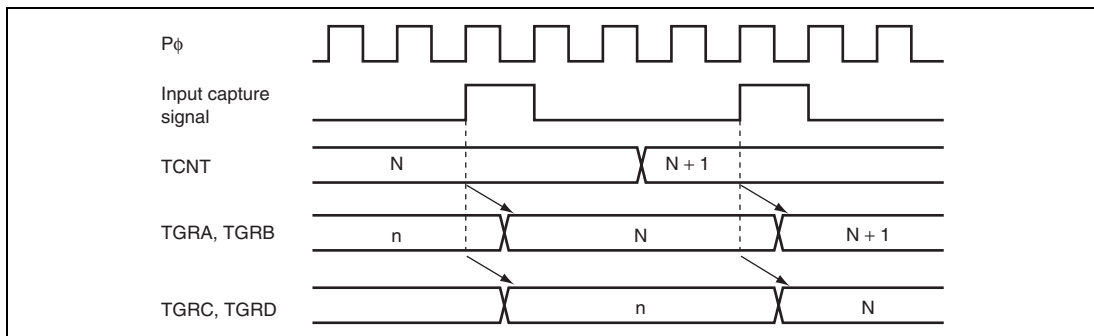 Pϕ
Input capture
signal
TCNT
N
N + 1
TGRA, TGRB
n
N
N + 1
TGRC, TGRD
n
N